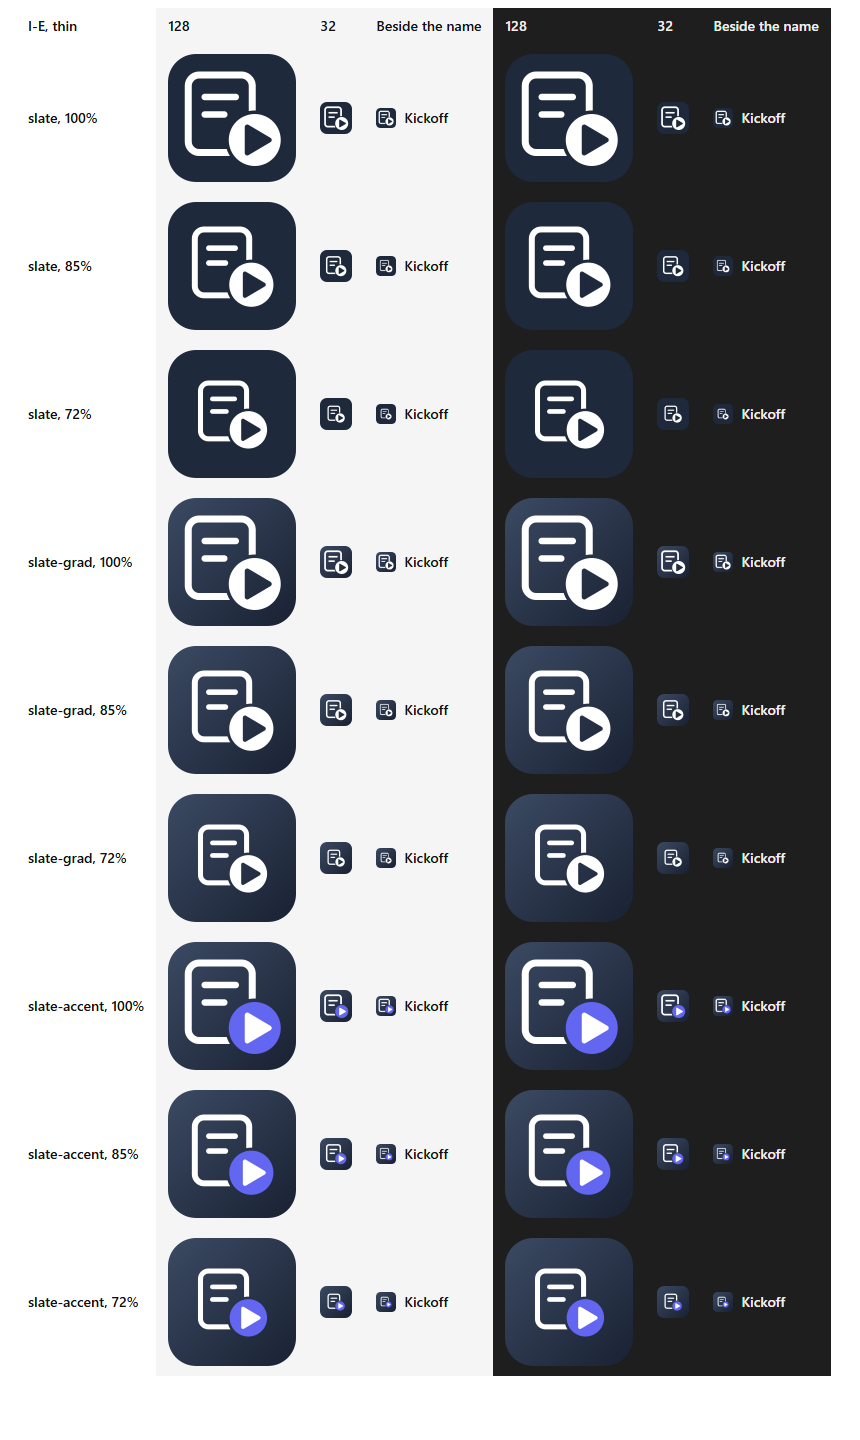 I-E, thin 128 32 Beside the name 128 32 Beside the name
slate, 100% Kickoff Kickoff
slate, 85% Kickoff Kickoff
slate, 72% Kickoff Kickoff
slate-grad, 100% Kickoff Kickoff
slate-grad, 85% Kickoff Kickoff
slate-grad, 72% Kickoff Kickoff
slate-accent, 100% Kickoff Kickoff
slate-accent, 85% Kickoff Kickoff
slate-accent, 72% Kickoff Kickoff